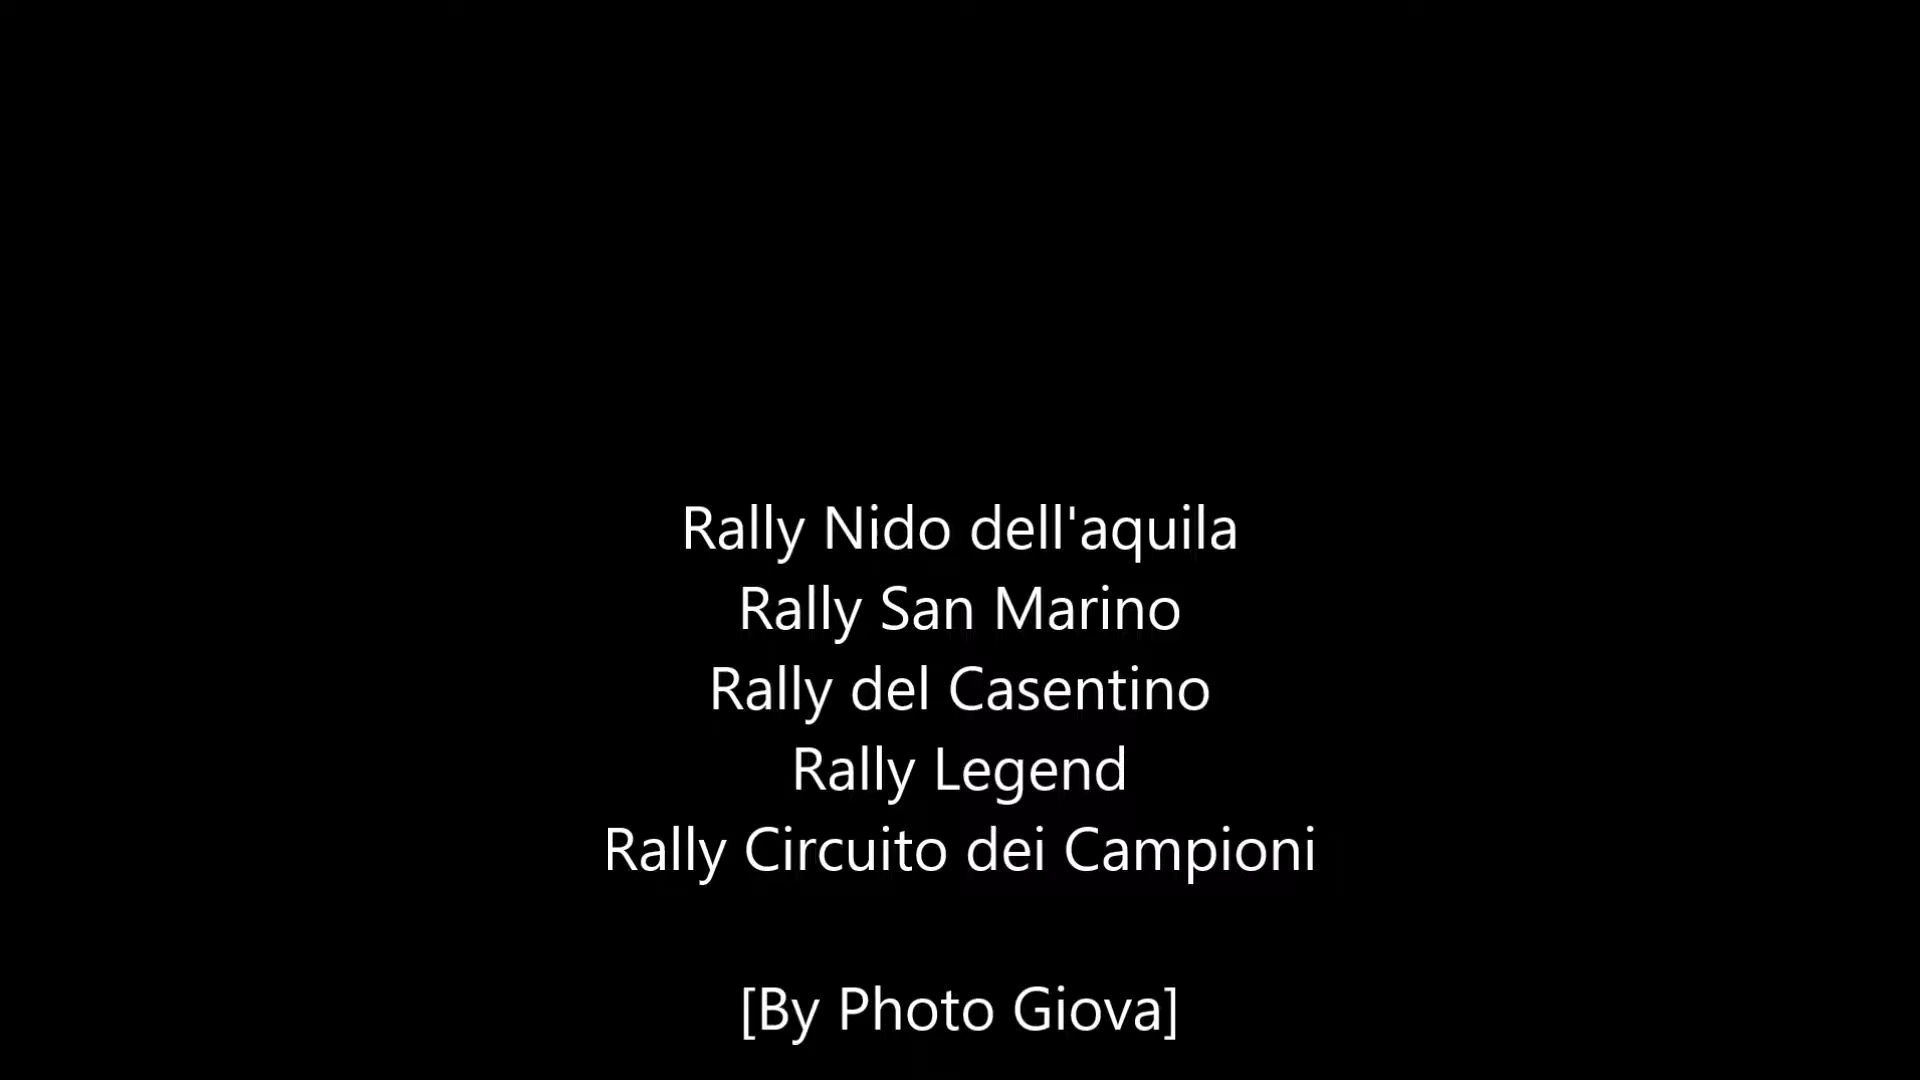 Rally Nido dell'aquila
Rally San Marino
Rally del Casentino
Rally Legend
Rally Circuito dei Campioni
[By Photo Giova]